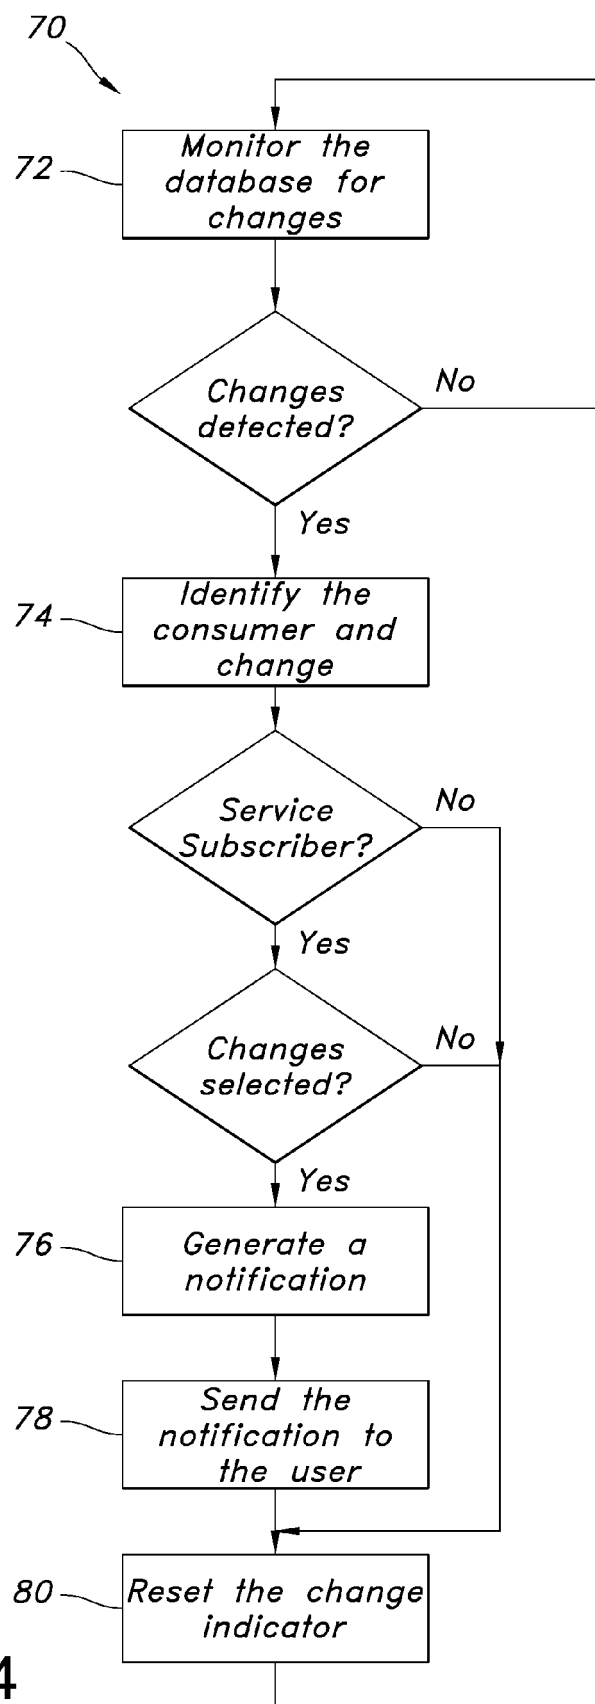 70
72
Monitor the
database for
changes
Changes
detected?
No
Yes
74
Identify the
consumer and
change
Service
Subscriber?
No
Yes
Changes
selected?
No
Yes
76
Generate a
notification
78
Send the
notification to
the user
80
Reset the change
indicator
4